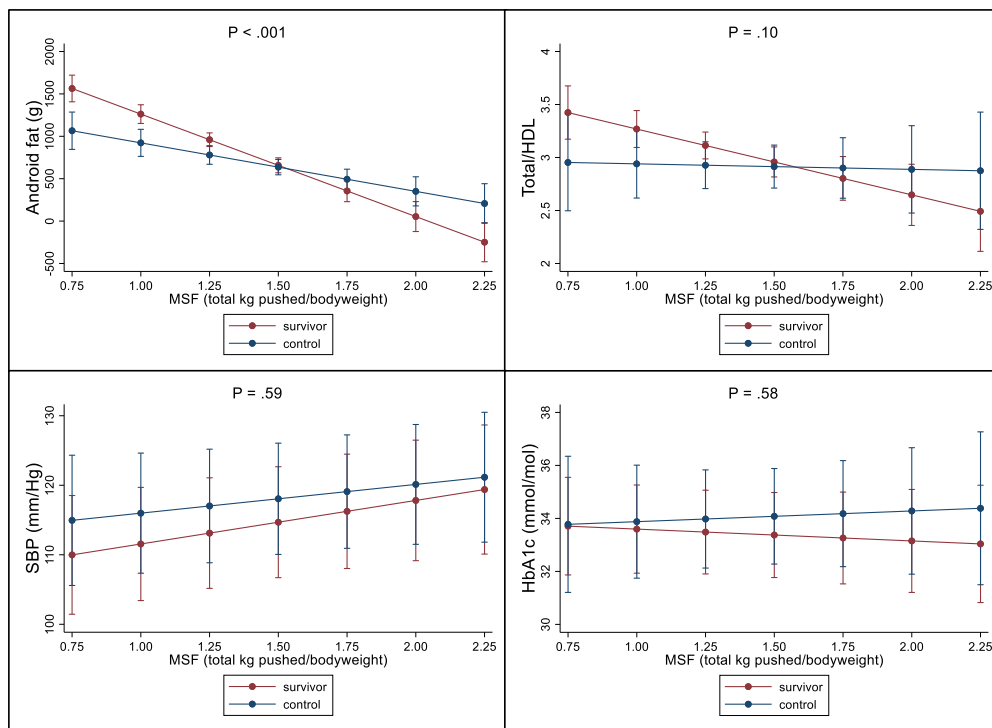 P < .001
Android fat (g)
2000
1500
1000
500
0
-500
0.75 1.00 1.25 1.50 1.75 2.00 2.25
MSF (total kg pushed/bodyweight)
survivor
control
P = .10
Total/HDL
4
3.5
3
2.5
2
0.75 1.00 1.25 1.50 1.75 2.00 2.25
MSF (total kg pushed/bodyweight)
survivor
control
P = .59
SBP (mm/Hg)
130
120
110
100
0.75 1.00 1.25 1.50 1.75 2.00 2.25
MSF (total kg pushed/bodyweight)
survivor
control
P = .58
HbA1c (mmol/mol)
38
36
34
32
30
0.75 1.00 1.25 1.50 1.75 2.00 2.25
MSF (total kg pushed/bodyweight)
survivor
control